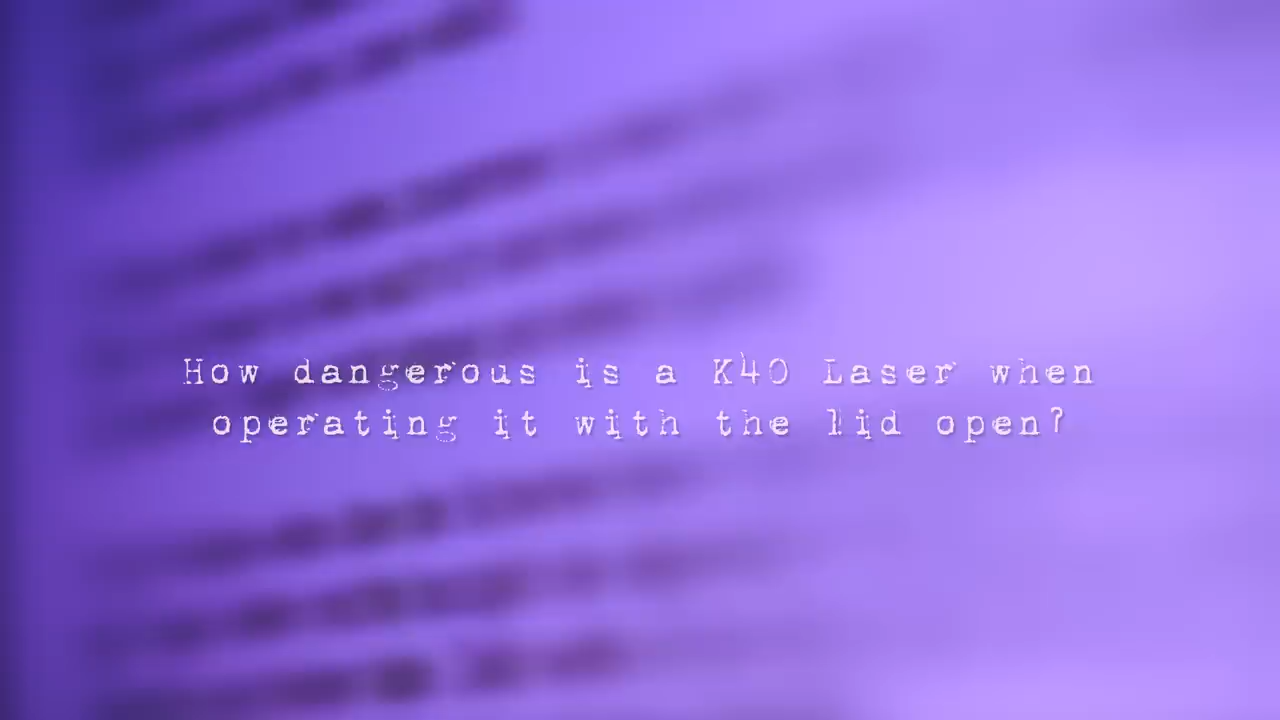 How dangerous is a K40 Laser when
operating it with the lid open?